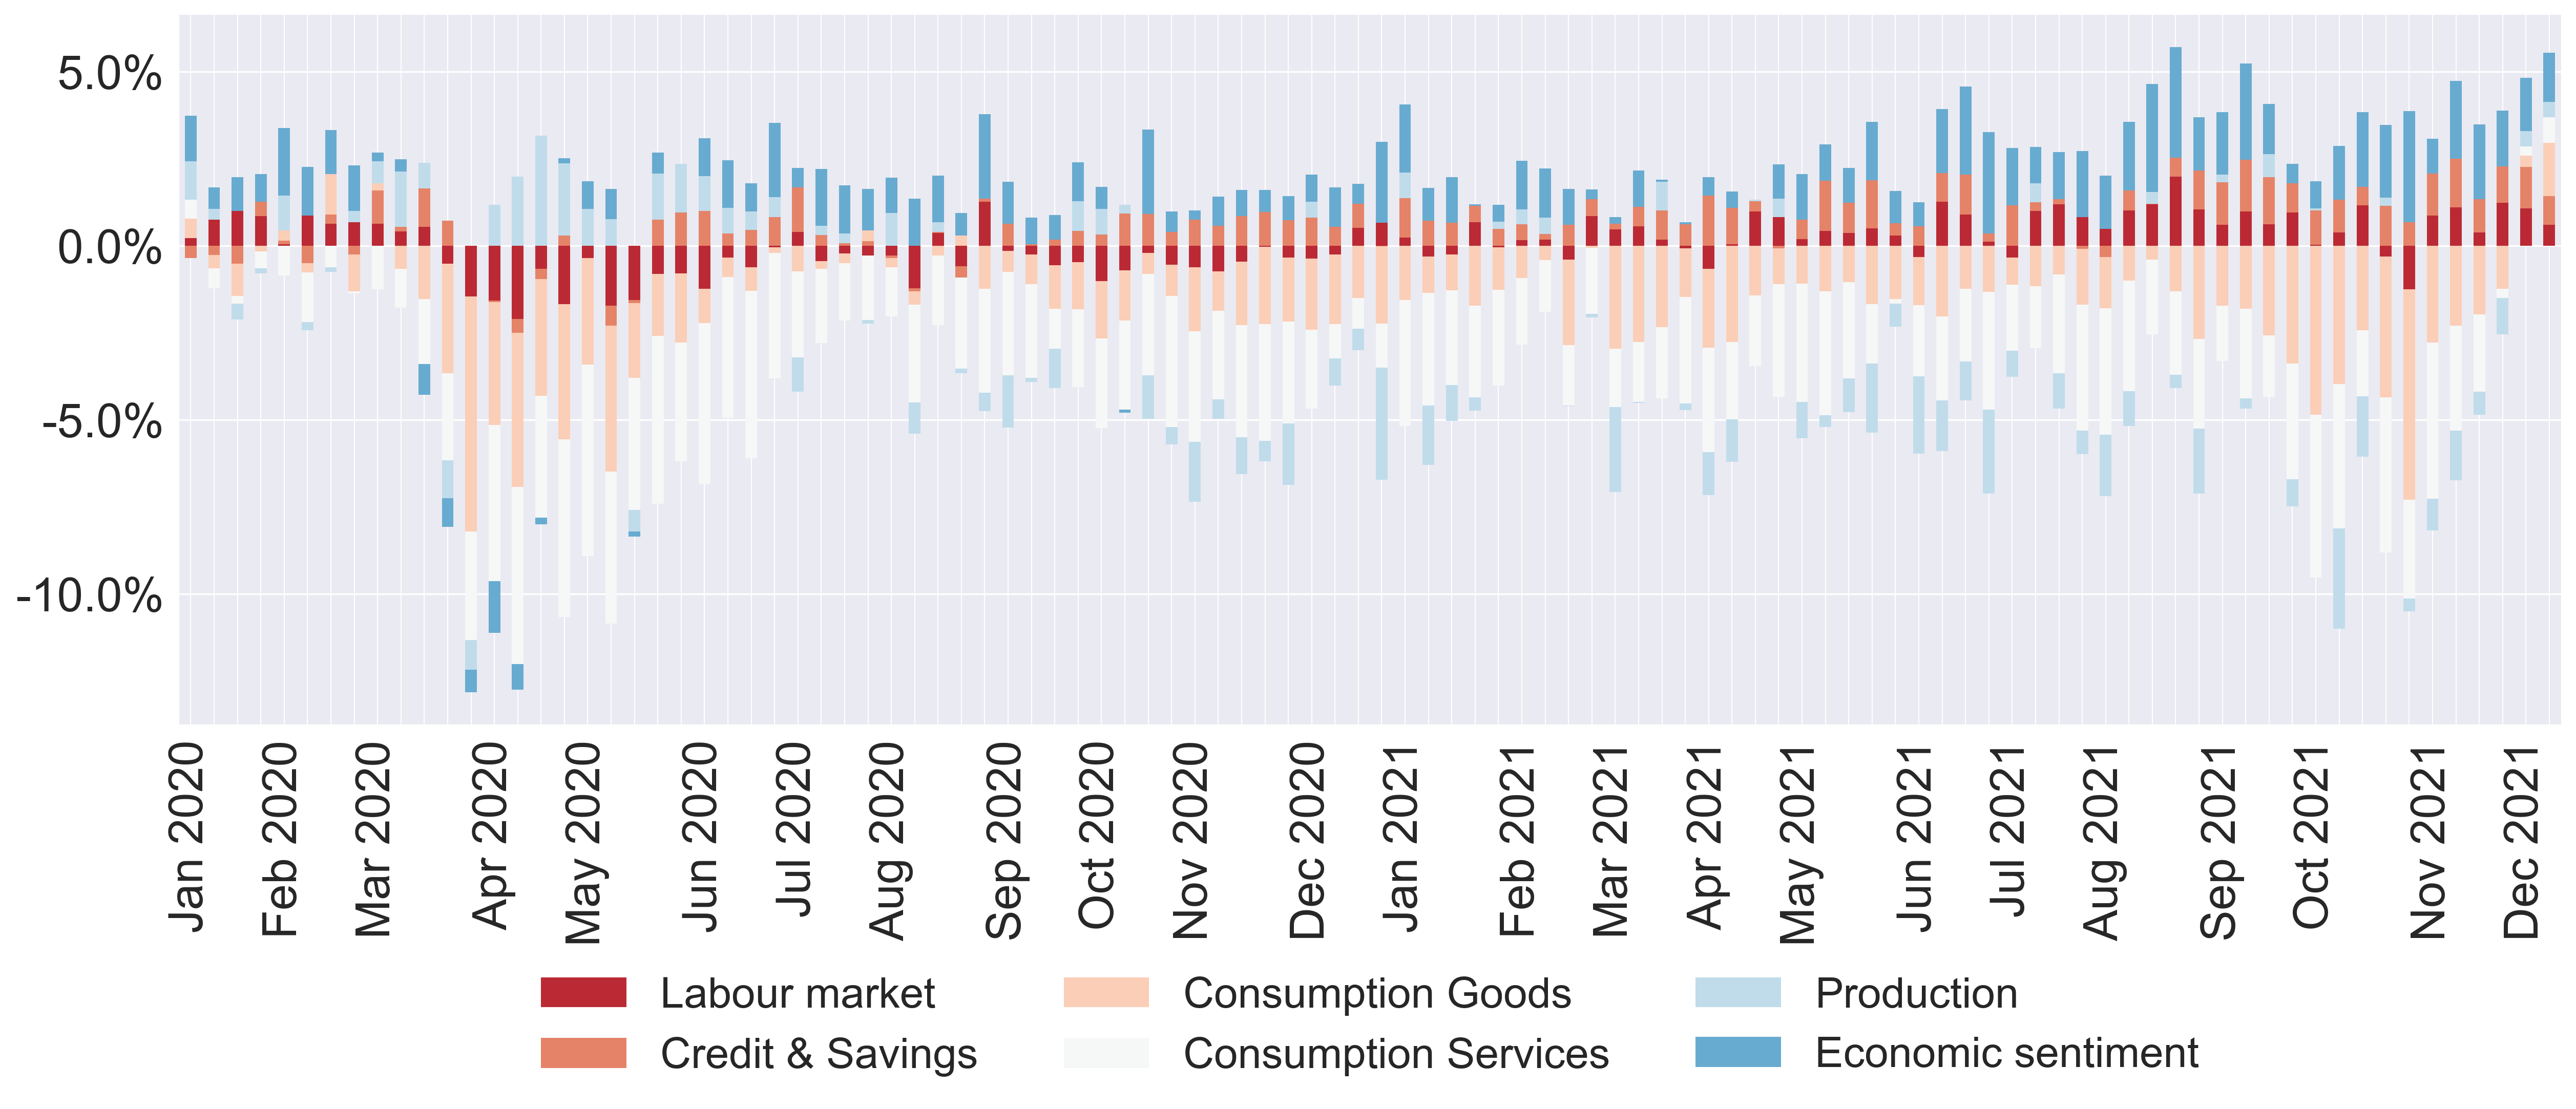 5.0%
0.0%
-5.0%
-10.0%
Jan 2020
Feb 2020
Mar 2020
Apr 2020
May 2020
Jun 2020
Jul 2020
Aug 2020
Sep 2020
Oct 2020
Nov 2020
Dec 2020
Jan 2021
Feb 2021
Mar 2021
Apr 2021
May 2021
Jun 2021
Jul 2021
Aug 2021
Sep 2021
Oct 2021
Nov 2021
Dec 2021
Labour market
Consumption Goods
Production
Credit & Savings
Consumption Services
Economic sentiment